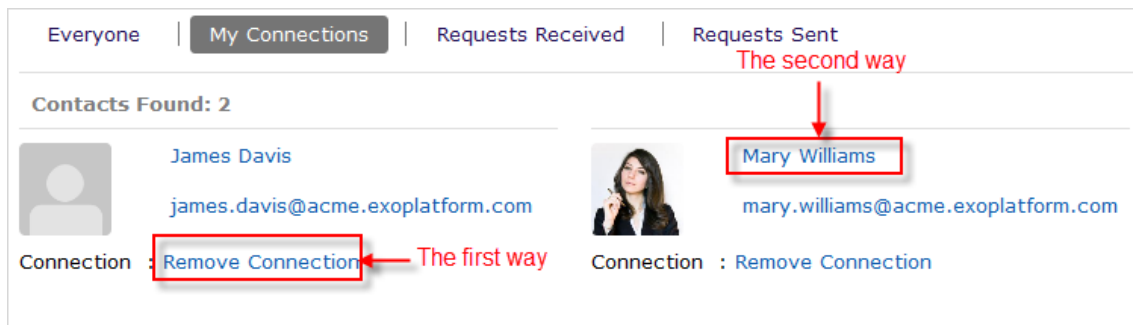 Everyone | My Connections | Requests Received | Requests Sent
The second way
Contacts Found: 2
James Davis
james.davis@acme.exoplatform.com
Connection : Remove Connection
The first way
Mary Williams
mary.williams@acme.exoplatform.com
Connection : Remove Connection